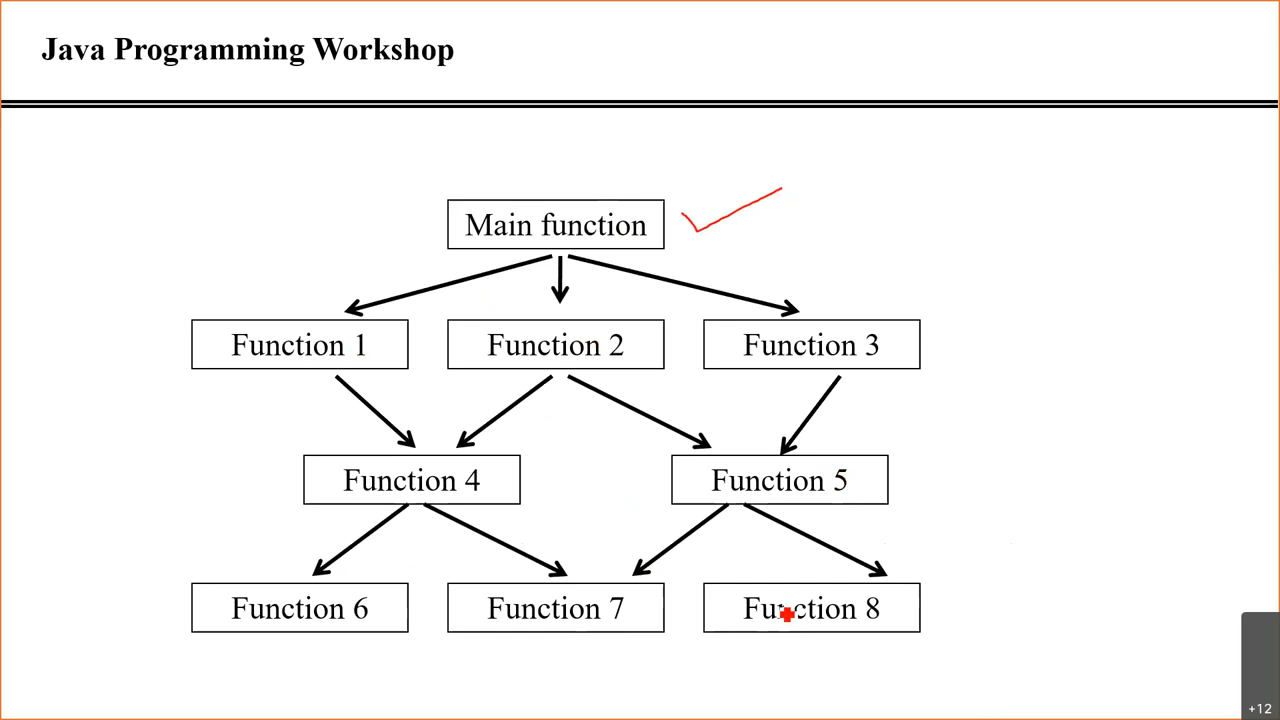 Java Programming Workshop
Main function
Function 1
Function 2
Function 3
Function 4
Function 5
Function 6
Function 7
Function 8
+12